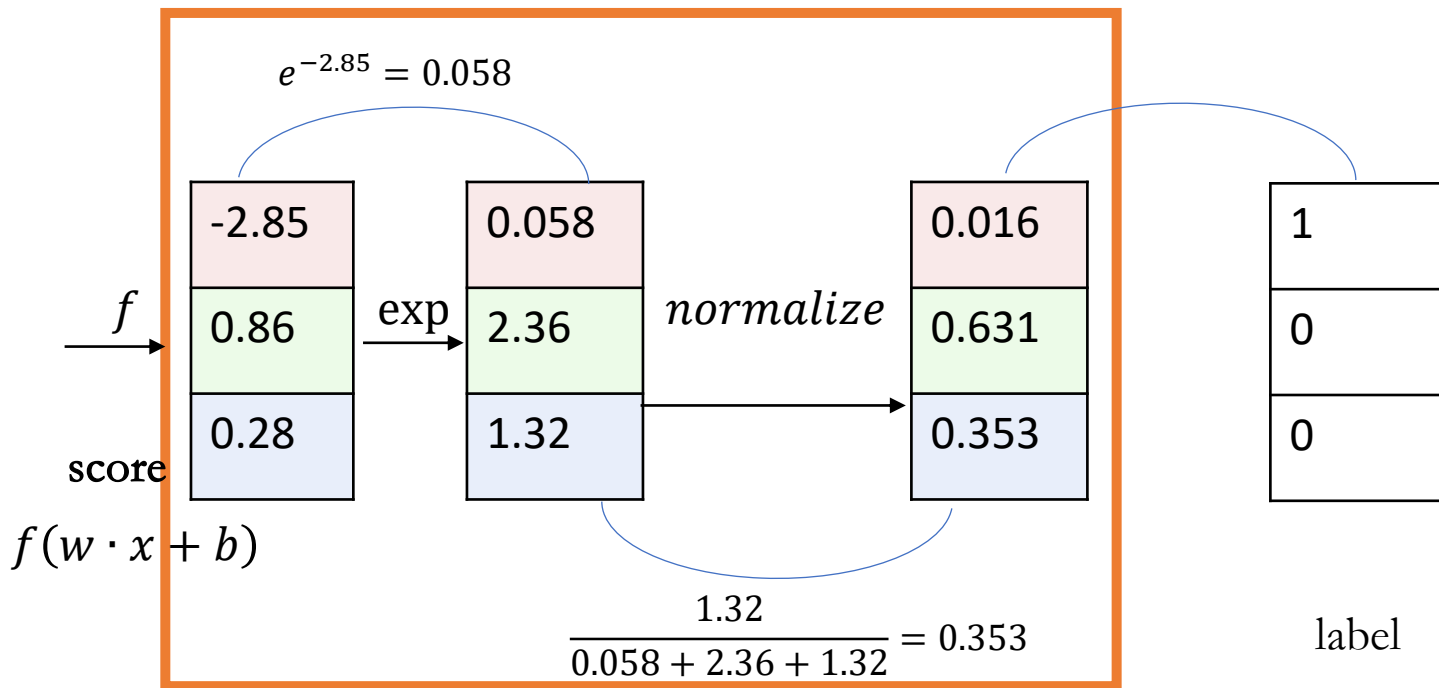 e^{-2.85} = 0.058
-2.85 0.058 0.016 1
f exp normalize
0.86 2.36 0.631 0
0.28 1.32 0.353 0
score
f(w · x + b)
\frac{1.32}{0.058 + 2.36 + 1.32} = 0.353
label